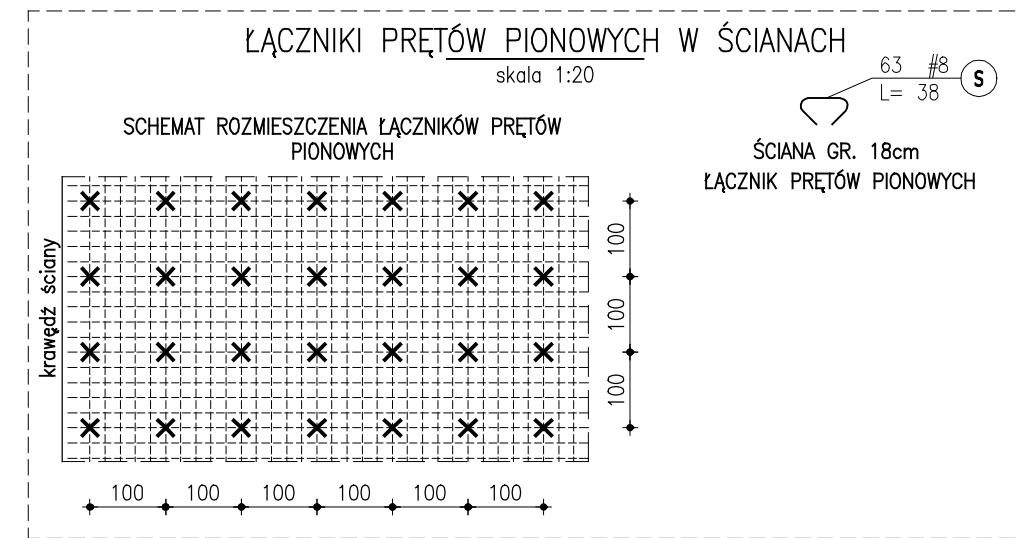 ŁĄCZNIKI PRĘTÓW PIONOWYCH W ŚCIANACH
skala 1:20
63 #8
L= 38
S
SCHEMAT ROZMIESZCZENIA ŁĄCZNIKÓW PRĘTÓW
PIONOWYCH
ŚCIANA GR. 18cm
ŁĄCZNIK PRĘTÓW PIONOWYCH
krawędź ściany
100
100
100
100 100 100 100 100 100